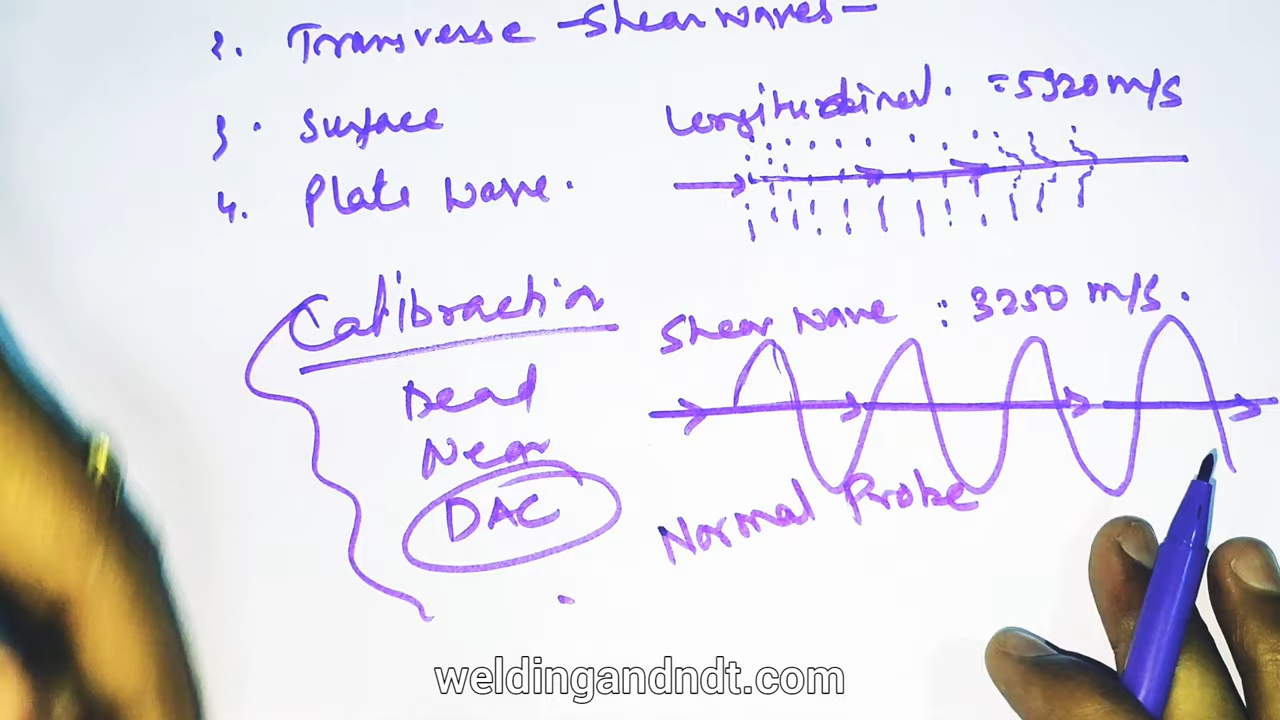 2. Transverse - Shear waves -
3. Surface
4. Plate wave.
Longitudinal. = 5920 m/s
Calibraction
Dead
Near
DAC
Shear wave : 3250 m/s.
Normal Probe
weldingandndt.com